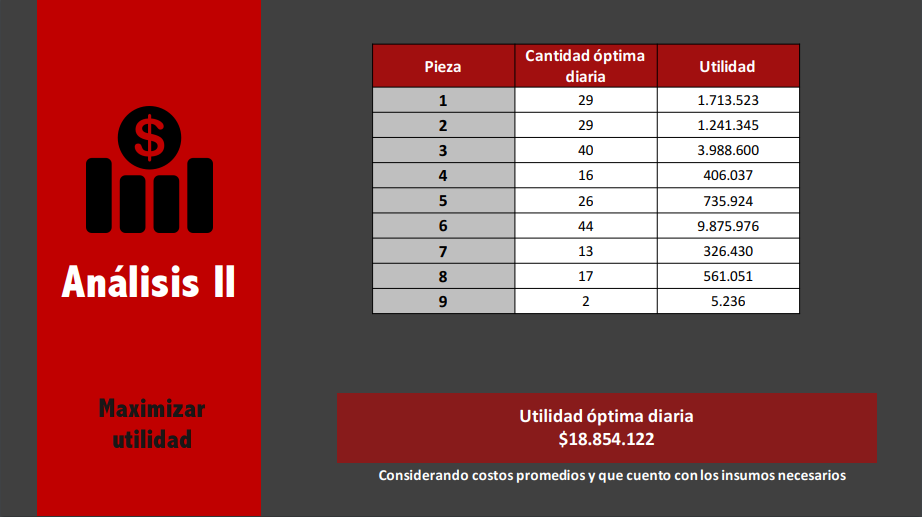 $
Análisis II
Maximizar
utilidad
Pieza Cantidad óptima diaria Utilidad
1 29 1.713.523
2 29 1.241.345
3 40 3.988.600
4 16 406.037
5 26 735.924
6 44 9.875.976
7 13 326.430
8 17 561.051
9 2 5.236
Utilidad óptima diaria
$18.854.122
Considerando costos promedios y que cuento con los insumos necesarios